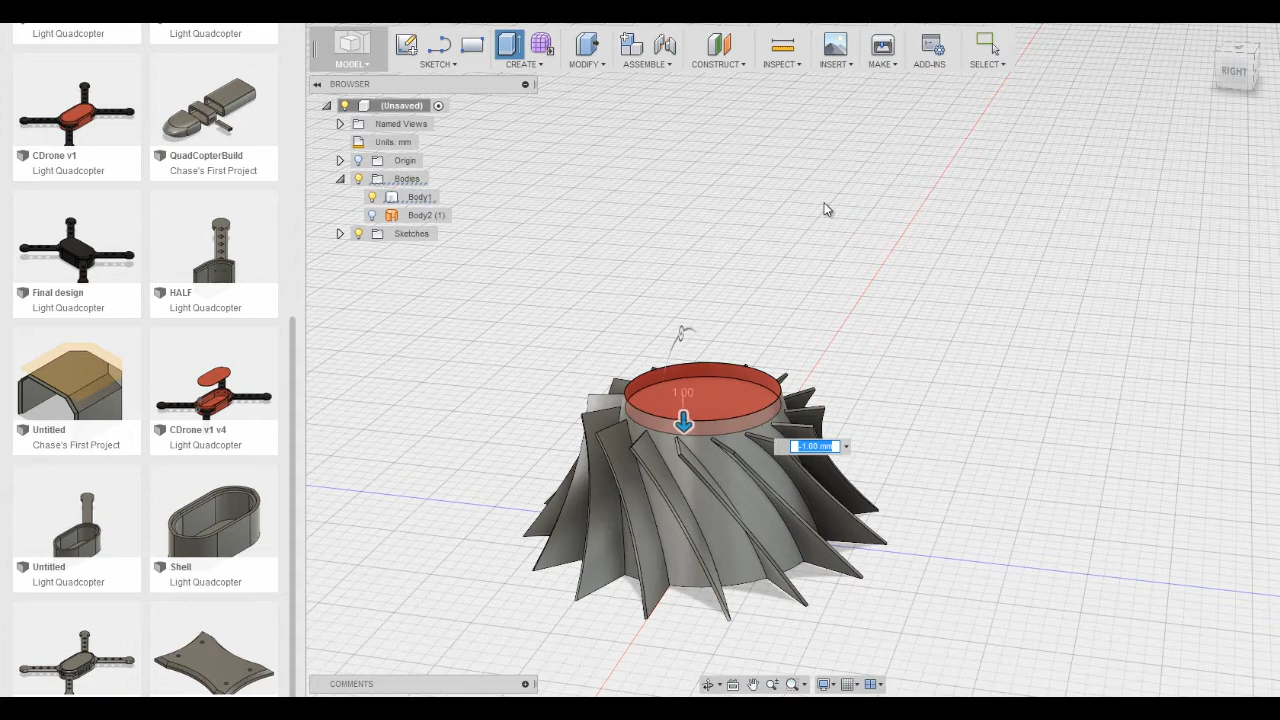 Light Quadcopter
Light Quadcopter
CDrone v1
Light Quadcopter
QuadCopterBuild
Chase's First Project
Final design
Light Quadcopter
HALF
Light Quadcopter
Untitled
Chase's First Project
CDrone v1 v4
Light Quadcopter
Untitled
Light Quadcopter
Shell
Light Quadcopter
MODEL
SKETCH
CREATE
MODIFY
ASSEMBLE
CONSTRUCT
INSPECT
INSERT
MAKE
ADD-INS
SELECT
BROWSER
(Unsaved)
Named Views
Units: mm
Origin
Bodies
Body1
Body2 (1)
Sketches
RIGHT
1.00
-1.00 mm
COMMENTS